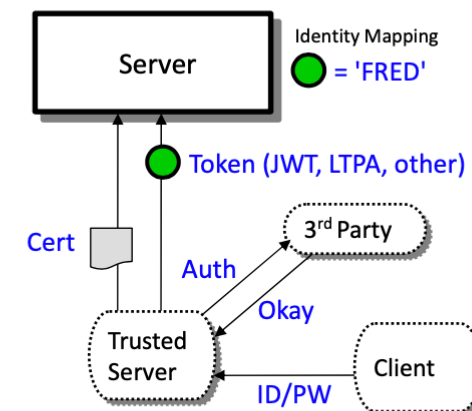 Identity Mapping
Server
= 'FRED'
Token (JWT, LTPA, other)
Cert
3rd Party
Auth
Okay
Trusted
Server
Client
ID/PW